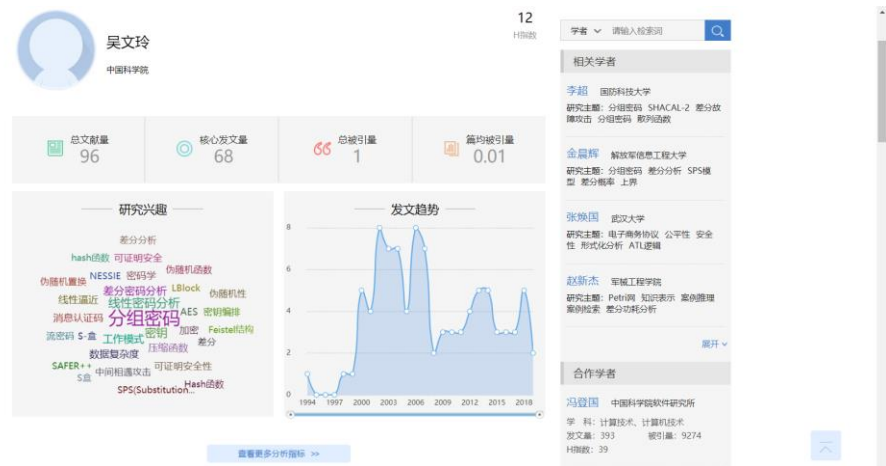 吴文玲
中国科学院
12
H指数
总文献量
96
核心发文量
68
总被引量
1
篇均被引量
0.01
研究兴趣
差分分析
hash函数 可证明安全
伪随机置换 NESSIE 密码学 伪随机函数
差分密码分析 LBlock 伪随机性
线性逼近 线性密码分析 AES 密钥编排
消息认证码 分组密码
流密码 S-盒 工作模式 密钥 加密 Feistel结构
数据复杂度 压缩函数 差分
SAFER++ 中间相遇攻击 可证明安全性
S盒 SPS(Substitution... Hash函数
发文趋势
8
6
4
2
0
1994 1997 2000 2003 2006 2009 2012 2015 2018
查看更多分析指标 >>
学者 请输入检索词
相关学者
李超 国防科技大学
研究主题: 分组密码 SHACAL-2 差分故
障攻击 分组密码 散列函数
金晨辉 解放军信息工程大学
研究主题: 分组密码 差分分析 SPS模
型 差分概率 上界
张焕国 武汉大学
研究主题: 电子商务协议 公平性 安全
性 形式化分析 ATL逻辑
赵新杰 军械工程学院
研究主题: Petri网 知识表示 案例推理
案例检索 差分功耗分析
展开
合作学者
冯登国 中国科学院软件研究所
学 科: 计算技术、计算机技术
发文量: 393 被引量: 9274
H指数: 39